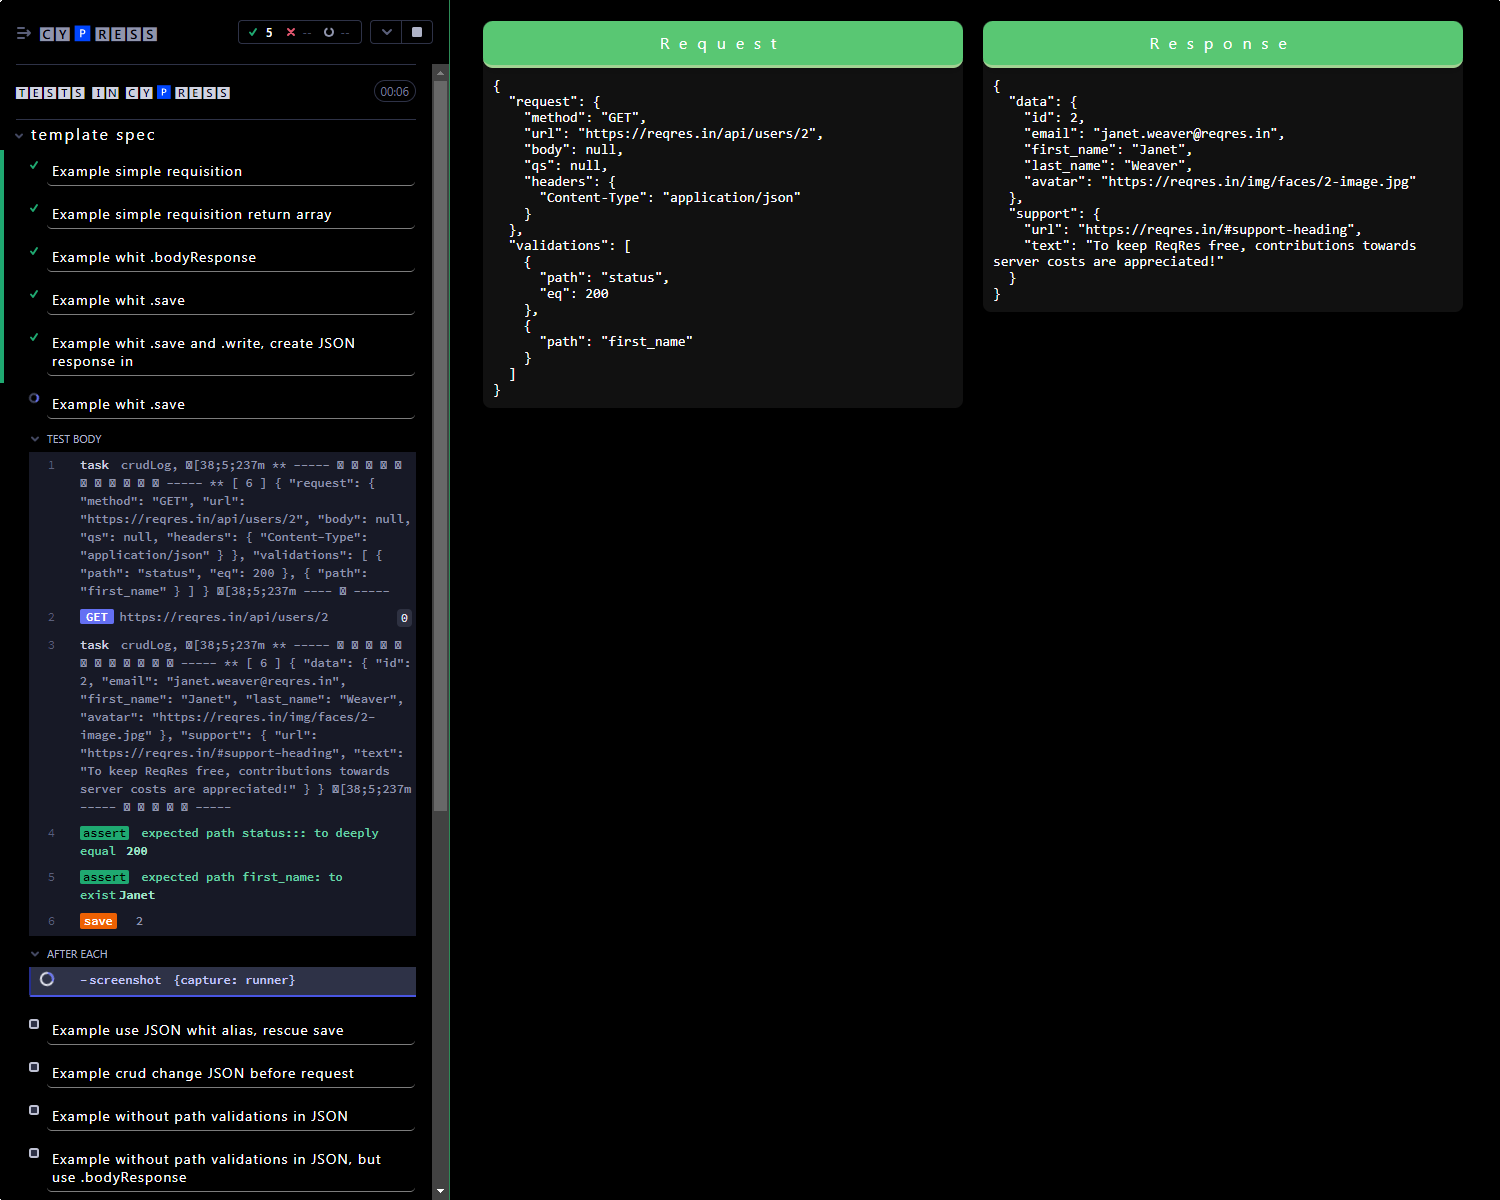 CYPRESS
5 -- --
TESTS IN CYPRESS
00:06
template spec
Example simple requisition
Example simple requisition return array
Example whit .bodyResponse
Example whit .save
Example whit .save and .write, create JSON
response in
Example whit .save
TEST BODY
1 task crudLog, [38;5;237m ** -----
----- ** [ 6 ] { "request": {
"method": "GET", "url":
"https://reqres.in/api/users/2", "body": null,
"qs": null, "headers": { "Content-Type":
"application/json" } }, "validations": [ {
"path": "status", "eq": 200 }, { "path":
"first_name" } ] } [38;5;237m ---- -----
2 GET https://reqres.in/api/users/2 0
3 task crudLog, [38;5;237m ** -----
----- ** [ 6 ] { "data": { "id":
2, "email": "janet.weaver@reqres.in",
"first_name": "Janet", "last_name": "Weaver",
"avatar": "https://reqres.in/img/faces/2-
image.jpg" }, "support": { "url":
"https://reqres.in/#support-heading", "text":
"To keep ReqRes free, contributions towards
server costs are appreciated!" } } [38;5;237m
----- -----
4 assert expected path status::: to deeply
equal 200
5 assert expected path first_name: to
exist Janet
6 save 2
AFTER EACH
-screenshot {capture: runner}
Example use JSON whit alias, rescue save
Example crud change JSON before request
Example without path validations in JSON
Example without path validations in JSON, but
use .bodyResponse
Request
{
"request": {
"method": "GET",
"url": "https://reqres.in/api/users/2",
"body": null,
"qs": null,
"headers": {
"Content-Type": "application/json"
}
},
"validations": [
{
"path": "status",
"eq": 200
},
{
"path": "first_name"
}
]
}
Response
{
"data": {
"id": 2,
"email": "janet.weaver@reqres.in",
"first_name": "Janet",
"last_name": "Weaver",
"avatar": "https://reqres.in/img/faces/2-image.jpg"
},
"support": {
"url": "https://reqres.in/#support-heading",
"text": "To keep ReqRes free, contributions towards
server costs are appreciated!"
}
}